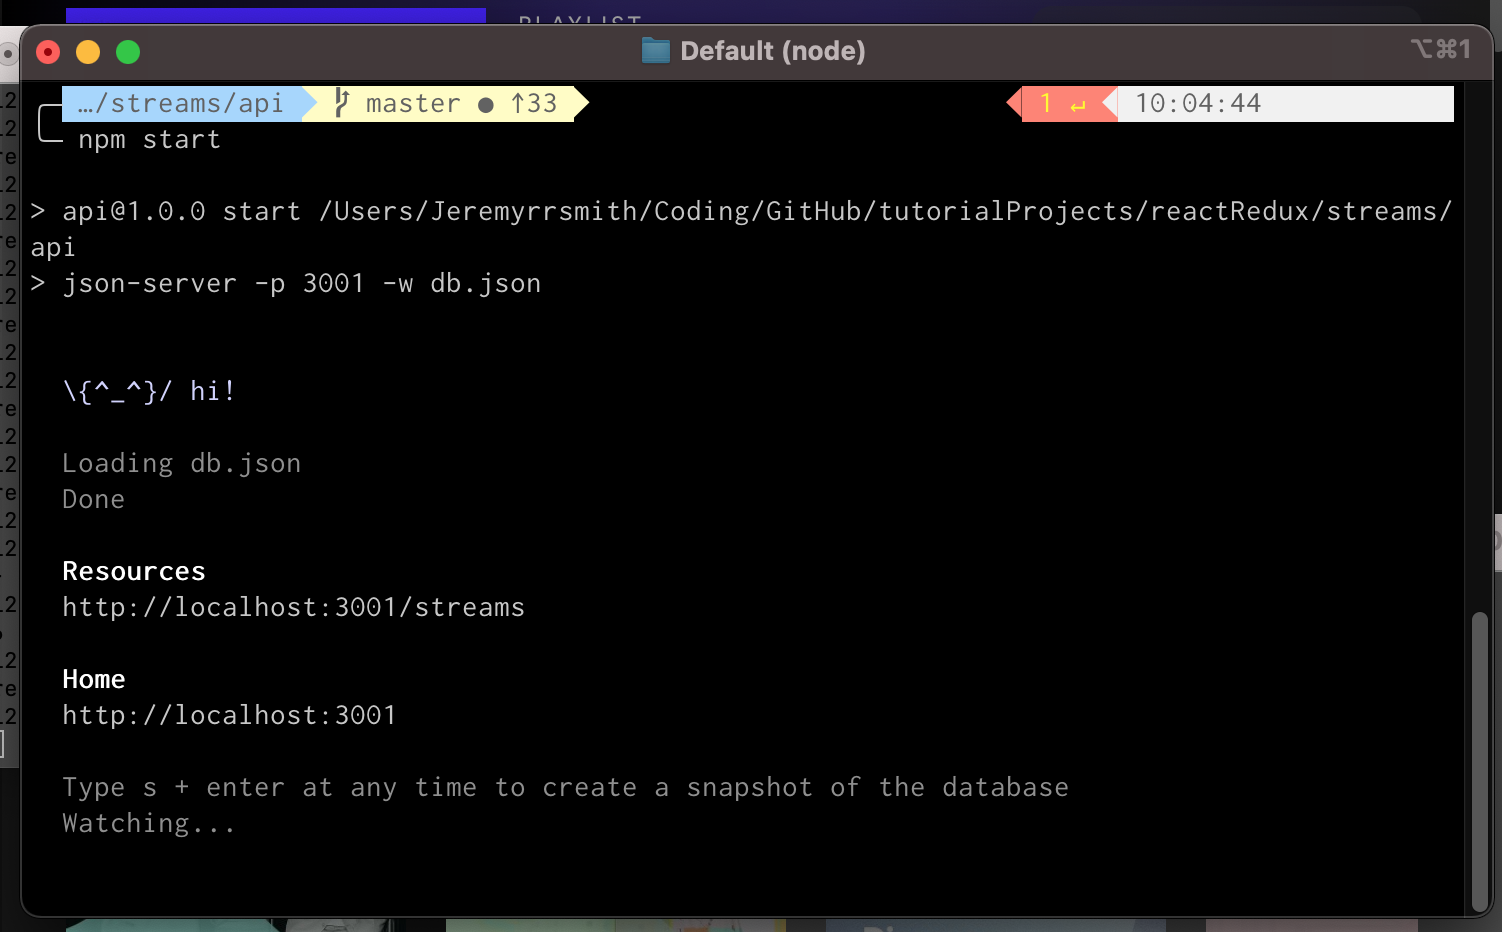 Default (node)
⌥⌘1
…/streams/api master ● ↑33 1 ↵ 10:04:44
npm start
> api@1.0.0 start /Users/Jeremyrrsmith/Coding/GitHub/tutorialProjects/reactRedux/streams/
api
> json-server -p 3001 -w db.json
\{^_^}/ hi!
Loading db.json
Done
Resources
http://localhost:3001/streams
Home
http://localhost:3001
Type s + enter at any time to create a snapshot of the database
Watching...